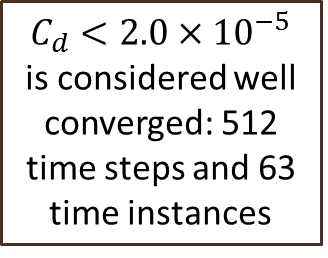 C_d < 2.0 × 10^{-5}
is considered well
converged: 512
time steps and 63
time instances